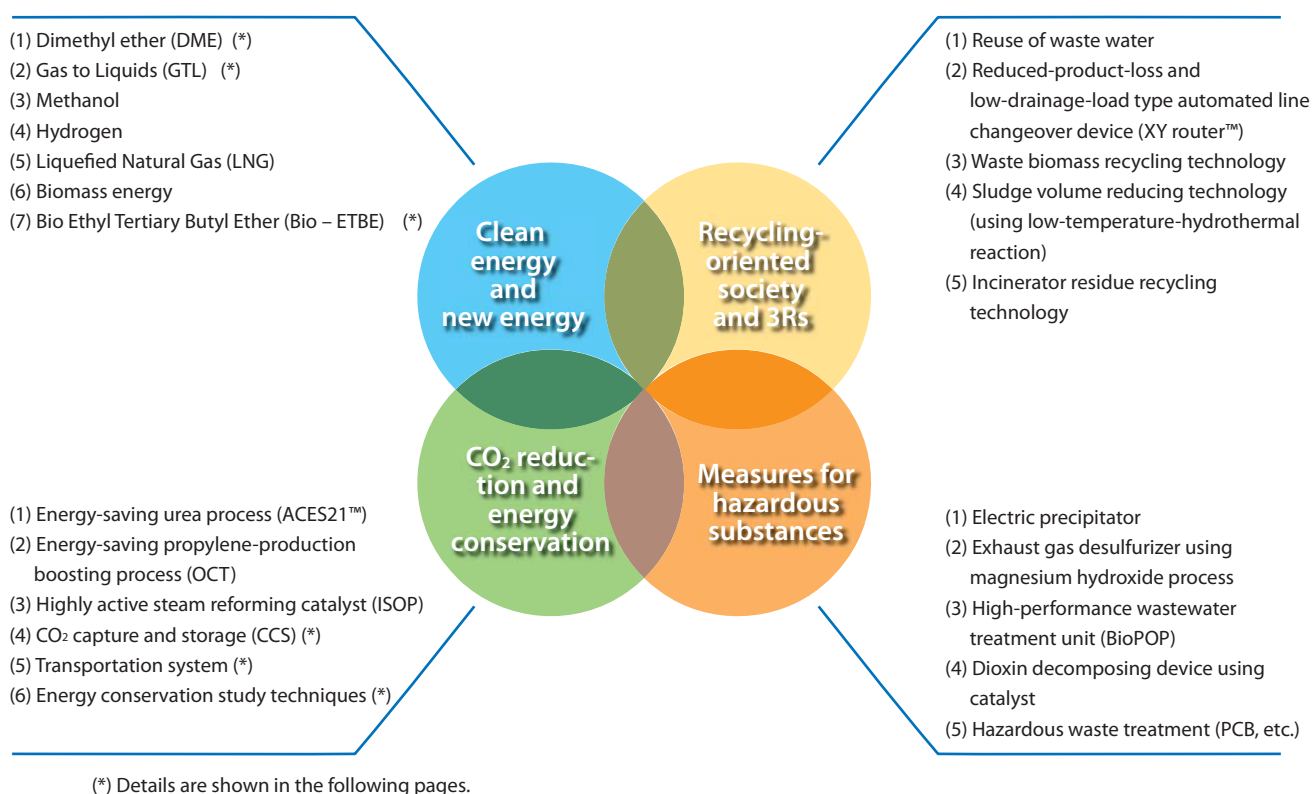 (1) Dimethyl ether (DME) (*)
(2) Gas to Liquids (GTL) (*)
(3) Methanol
(4) Hydrogen
(5) Liquefied Natural Gas (LNG)
(6) Biomass energy
(7) Bio Ethyl Tertiary Butyl Ether (Bio – ETBE) (*)
(1) Reuse of waste water
(2) Reduced-product-loss and
low-drainage-load type automated line
changeover device (XY router™)
(3) Waste biomass recycling technology
(4) Sludge volume reducing technology
(using low-temperature-hydrothermal
reaction)
(5) Incinerator residue recycling
technology
Clean
energy
and
new energy
Recycling-
oriented
society
and 3Rs
CO₂ reduc-
tion and
energy
conservation
Measures for
hazardous
substances
(1) Energy-saving urea process (ACES21™)
(2) Energy-saving propylene-production
boosting process (OCT)
(3) Highly active steam reforming catalyst (ISOP)
(4) CO₂ capture and storage (CCS) (*)
(5) Transportation system (*)
(6) Energy conservation study techniques (*)
(1) Electric precipitator
(2) Exhaust gas desulfurizer using
magnesium hydroxide process
(3) High-performance wastewater
treatment unit (BioPOP)
(4) Dioxin decomposing device using
catalyst
(5) Hazardous waste treatment (PCB, etc.)
(*) Details are shown in the following pages.